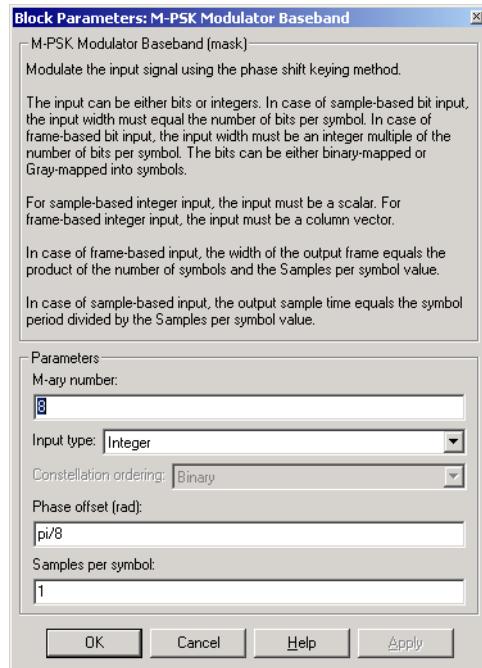 Block Parameters: M-PSK Modulator Baseband
M-PSK Modulator Baseband (mask)
Modulate the input signal using the phase shift keying method.
The input can be either bits or integers. In case of sample-based bit input,
the input width must equal the number of bits per symbol. In case of
frame-based bit input, the input width must be an integer multiple of the
number of bits per symbol. The bits can be either binary-mapped or
Gray-mapped into symbols.
For sample-based integer input, the input must be a scalar. For
frame-based integer input, the input must be a column vector.
In case of frame-based input, the width of the output frame equals the
product of the number of symbols and the Samples per symbol value.
In case of sample-based input, the output sample time equals the symbol
period divided by the Samples per symbol value.
Parameters
M-ary number:
8
Input type: Integer
Constellation ordering: Binary
Phase offset (rad):
pi/8
Samples per symbol:
1
OK Cancel Help Apply